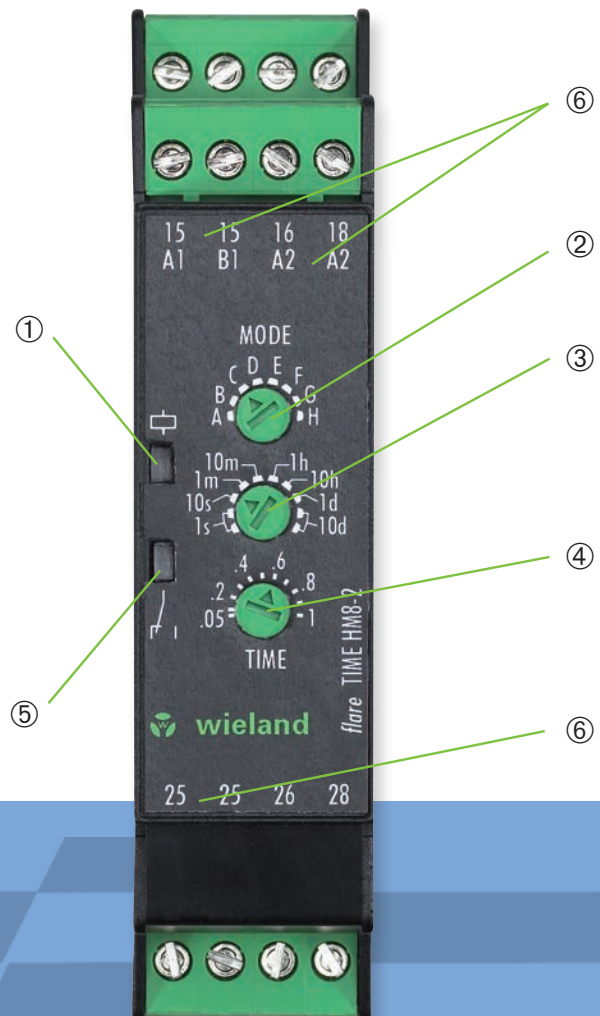 ⑥
15 15 16 18
A1 B1 A2 A2
②
①
MODE
③
A B C D E F G H
1s 10s 1m 10m 1h 10h 1d 10d
④
.05 .2 .4 .6 .8 1
TIME
flare TIME HM8-2
⑤
W
wieland
⑥
25 25 26 28